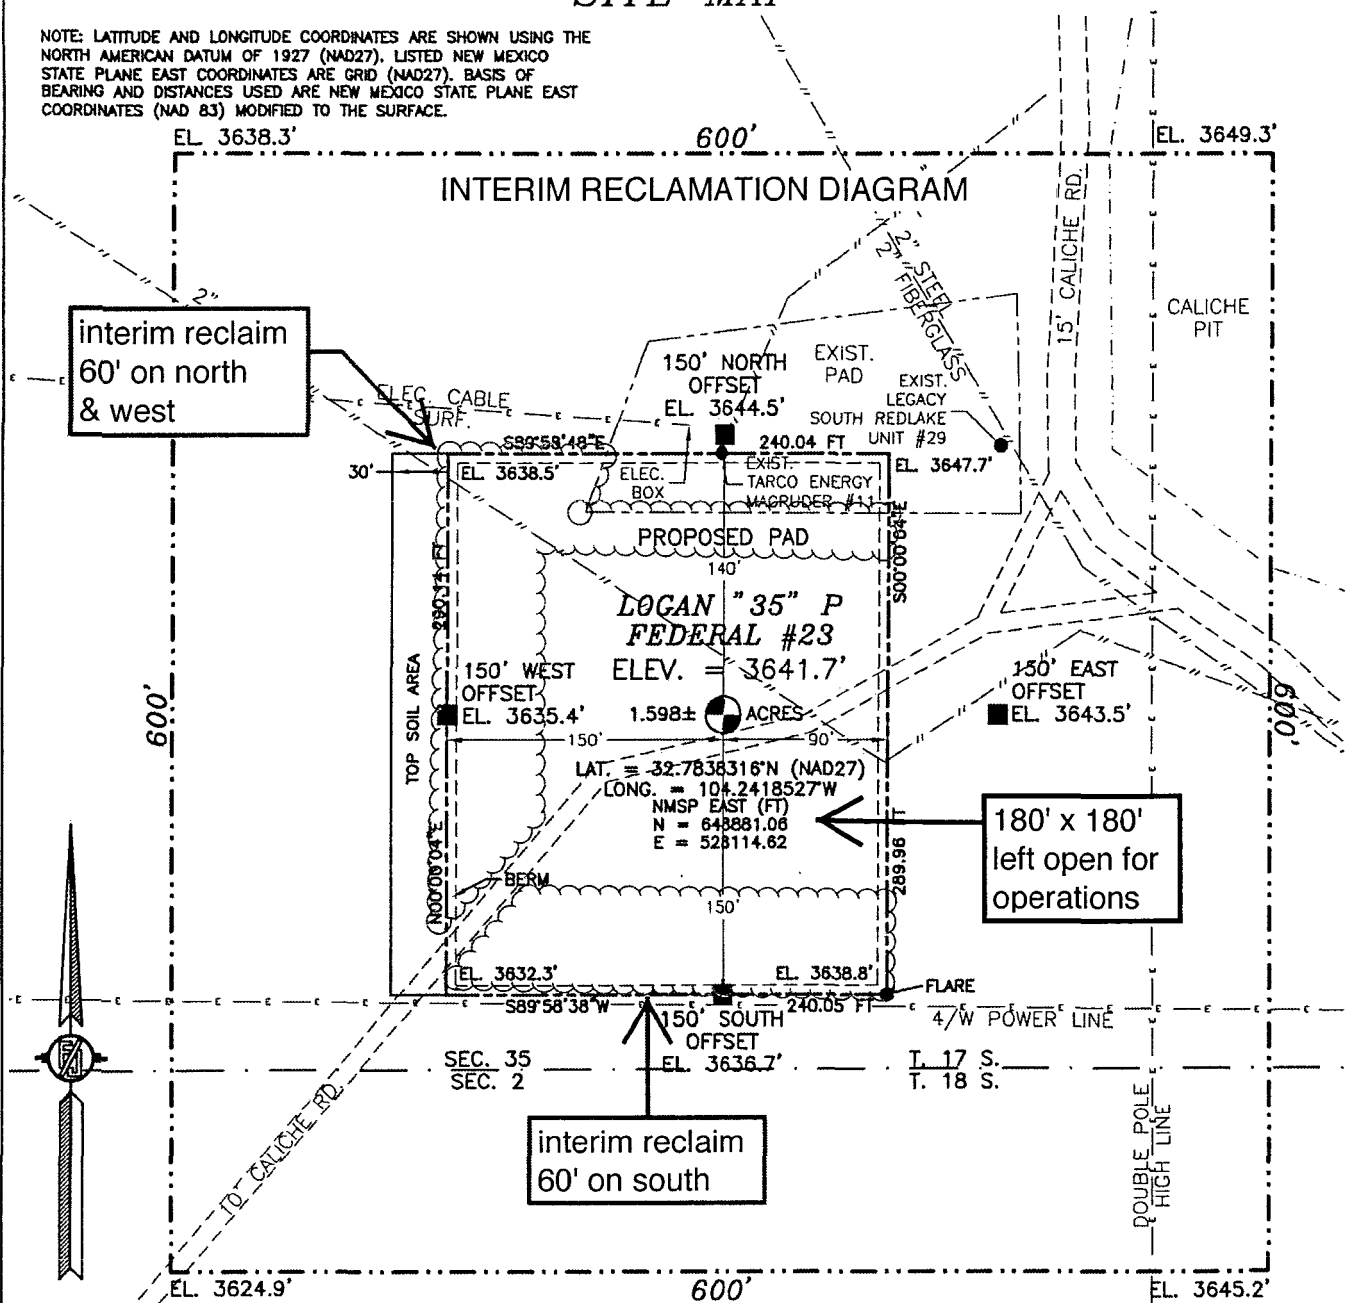 SITE MAP
NOTE: LATITUDE AND LONGITUDE COORDINATES ARE SHOWN USING THE
NORTH AMERICAN DATUM OF 1927 (NAD27). LISTED NEW MEXICO
STATE PLANE EAST COORDINATES ARE GRID (NAD27). BASIS OF
BEARING AND DISTANCES USED ARE NEW MEXICO STATE PLANE EAST
COORDINATES (NAD 83) MODIFIED TO THE SURFACE.
EL. 3638.3'
600'
EL. 3649.3'
INTERIM RECLAMATION DIAGRAM
2"
2" STEEL
2" FIBERGLASS
15' CALICHE RD.
CALICHE
PIT
interim reclaim
60' on north
& west
150' NORTH
OFFSET
EL. 3644.5'
EXIST.
PAD
EXIST.
LEGACY
SOUTH REDLAKE
UNIT #29
ELEC. CABLE
SURF.
S89°58'48"E
240.04 FT
30'
EL. 3638.5'
ELEC.
BOX
EXIST.
TARCO ENERGY
MAGRUDER #11
EL. 3647.7'
PROPOSED PAD
140'
S00°00'04"E
290.11 FT
LOGAN "35" P
FEDERAL #23
ELEV. = 3641.7'
TOP SOIL AREA
150' WEST
OFFSET
EL. 3635.4'
1.598± ACRES
150' EAST
OFFSET
EL. 3643.5'
600'
600'
150'
90'
LAT. = 32.7838316°N (NAD27)
LONG. = 104.2418527°W
NMSP EAST (FT)
N = 648881.06
E = 528114.62
180' x 180'
left open for
operations
289.96 FT
N00°00'04"E
BERM
150'
EL. 3632.3'
EL. 3638.8'
FLARE
S89°58'38"W
150' SOUTH
OFFSET
EL. 3636.7'
240.05 FT
4/W POWER LINE
SEC. 35
SEC. 2
T. 17 S.
T. 18 S.
interim reclaim
60' on south
10' CALICHE RD.
DOUBLE POLE
HIGH LINE
EL. 3624.9'
600'
EL. 3645.2'